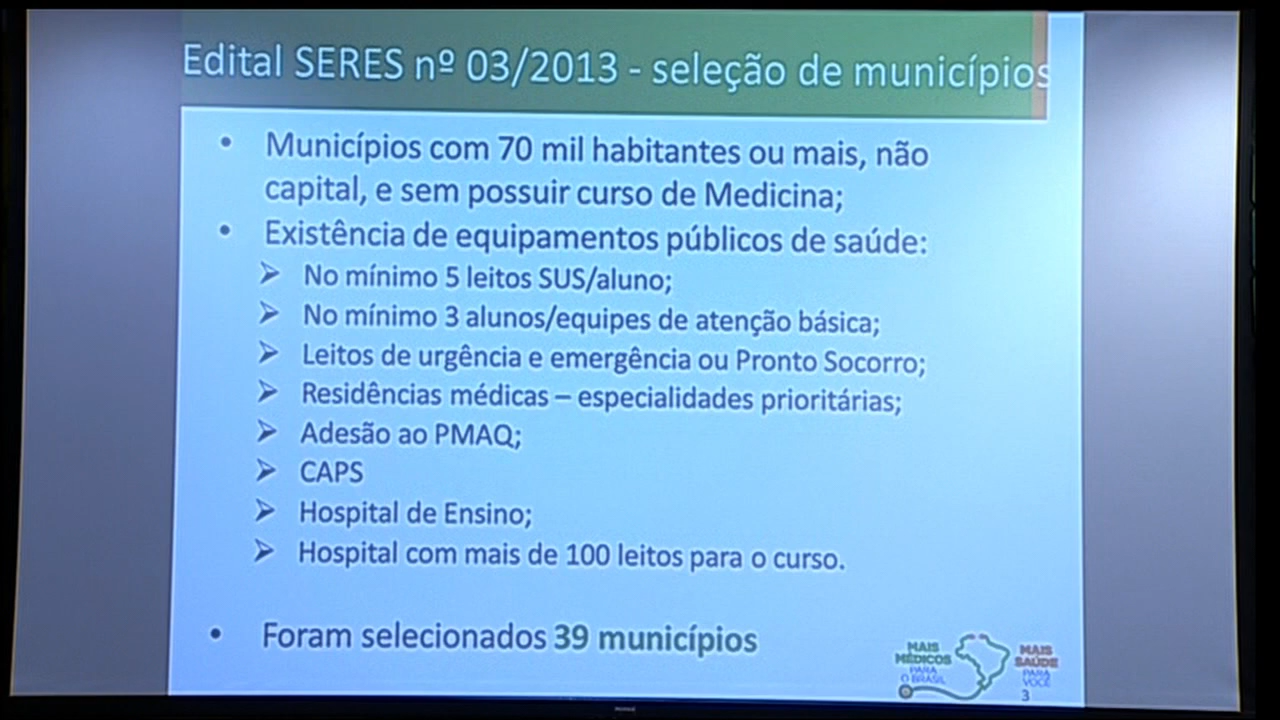 Edital SERES nº 03/2013 - seleção de municípios
• Municípios com 70 mil habitantes ou mais, não
capital, e sem possuir curso de Medicina;
• Existência de equipamentos públicos de saúde:
➢ No mínimo 5 leitos SUS/aluno;
➢ No mínimo 3 alunos/equipes de atenção básica;
➢ Leitos de urgência e emergência ou Pronto Socorro;
➢ Residências médicas – especialidades prioritárias;
➢ Adesão ao PMAQ;
➢ CAPS
➢ Hospital de Ensino;
➢ Hospital com mais de 100 leitos para o curso.
• Foram selecionados 39 municípios
MAIS
MÉDICOS
PARA
O BRASIL
MAIS
SAÚDE
PARA
VOCÊ
3